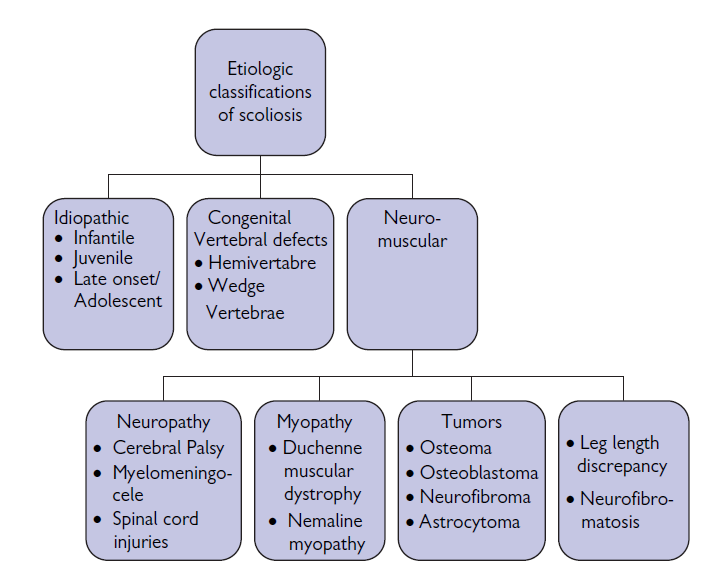 Etiologic
classifications
of scoliosis
Idiopathic
• Infantile
• Juvenile
• Late onset/
Adolescent
Congenital
Vertebral defects
• Hemivertabre
• Wedge
Vertebrae
Neuro-
muscular
Neuropathy
• Cerebral Palsy
• Myelomeningo-
cele
• Spinal cord
injuries
Myopathy
• Duchenne
muscular
dystrophy
• Nemaline
myopathy
Tumors
• Osteoma
• Osteoblastoma
• Neurofibroma
• Astrocytoma
• Leg length
discrepancy
• Neurofibro-
matosis